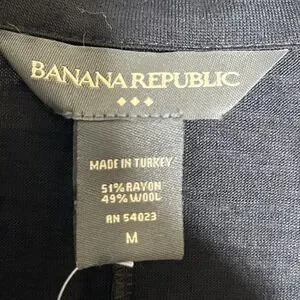 BANANA REPUBLIC
MADE IN TURKEY
51% RAYON
49% WOOL
RN 54023
M